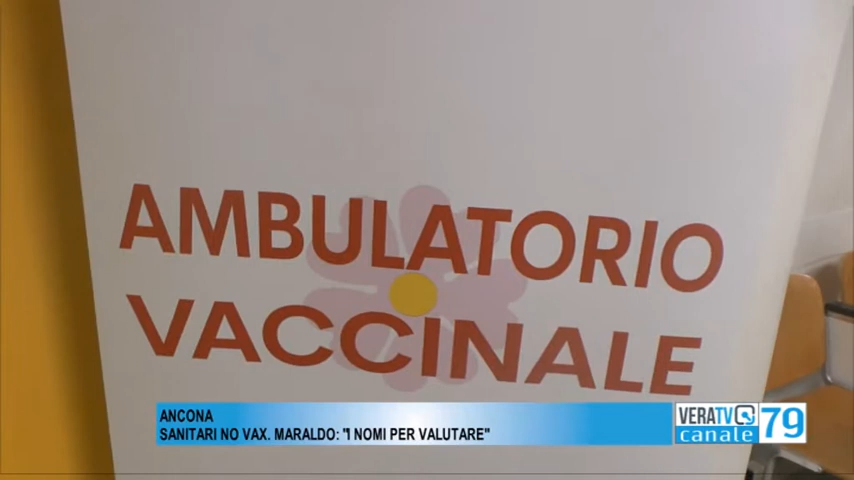 AMBULATORIO
VACCINALE
ANCONA
SANITARI NO VAX. MARALDO: "I NOMI PER VALUTARE"
VERATV
canale 79